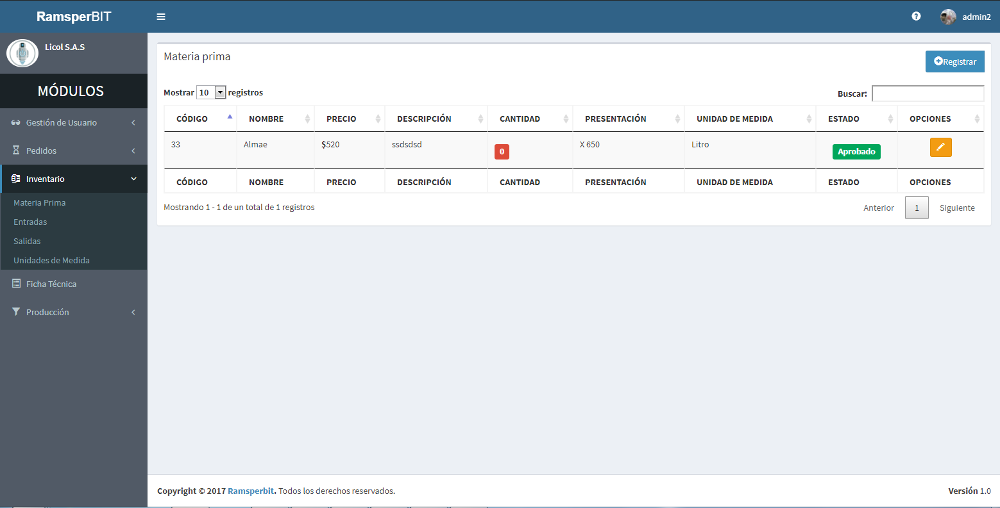 RamsperBIT
admin2
Licol S.A.S
MÓDULOS
Gestión de Usuario
Pedidos
Inventario
Materia Prima
Entradas
Salidas
Unidades de Medida
Ficha Técnica
Producción
Materia prima
Registrar
Mostrar 10 registros
Buscar:
CÓDIGO NOMBRE PRECIO DESCRIPCIÓN CANTIDAD PRESENTACIÓN UNIDAD DE MEDIDA ESTADO OPCIONES
33 Almae $520 ssdsdsd 0 X 650 Litro Aprobado
CÓDIGO NOMBRE PRECIO DESCRIPCIÓN CANTIDAD PRESENTACIÓN UNIDAD DE MEDIDA ESTADO OPCIONES
Mostrando 1 - 1 de un total de 1 registros
Anterior 1 Siguiente
Copyright © 2017 Ramsperbit. Todos los derechos reservados.
Versión 1.0